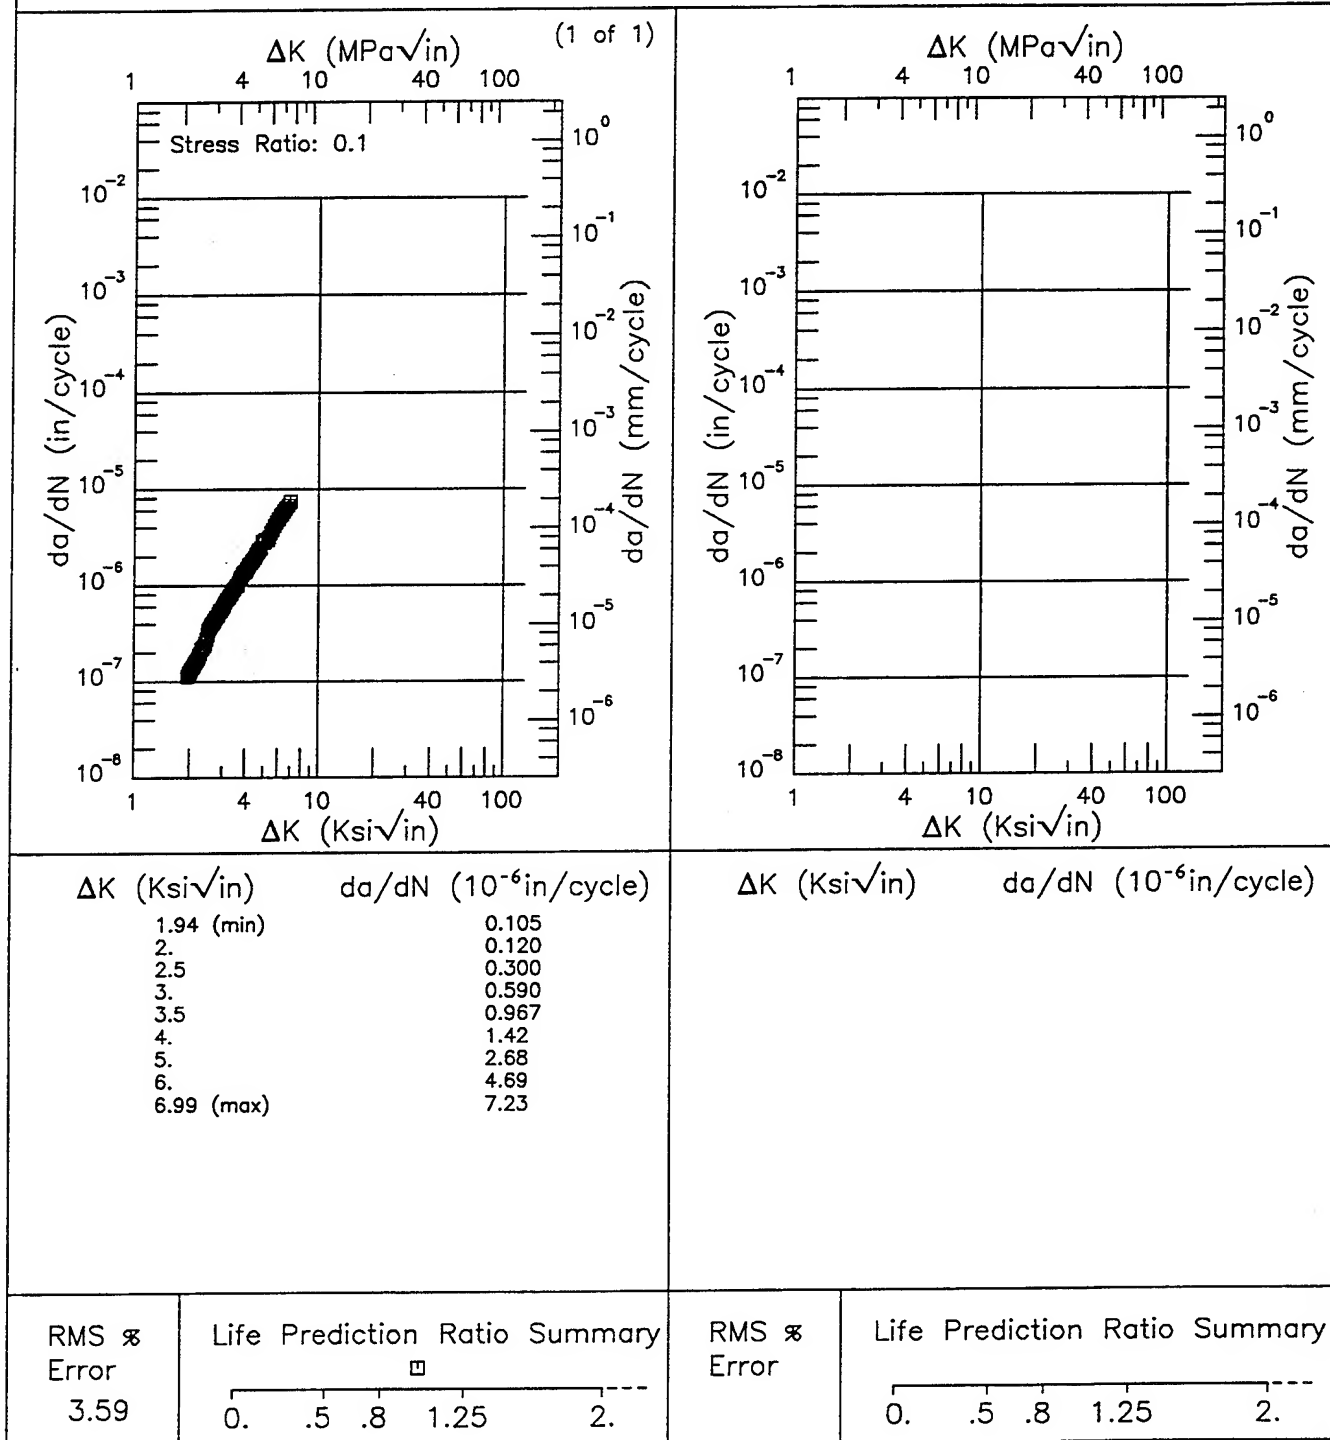 (1 of 1)
ΔK (MPa√in)
1 4 10 40 100
Stress Ratio: 0.1
da/dN (in/cycle)
10⁻²
10⁻³
10⁻⁴
10⁻⁵
10⁻⁶
10⁻⁷
10⁻⁸
10⁰
10⁻¹
10⁻²
10⁻³
10⁻⁴
10⁻⁵
10⁻⁶
da/dN (mm/cycle)
1 4 10 40 100
ΔK (Ksi√in)
ΔK (MPa√in)
1 4 10 40 100
da/dN (in/cycle)
10⁻²
10⁻³
10⁻⁴
10⁻⁵
10⁻⁶
10⁻⁷
10⁻⁸
10⁰
10⁻¹
10⁻²
10⁻³
10⁻⁴
10⁻⁵
10⁻⁶
da/dN (mm/cycle)
1 4 10 40 100
ΔK (Ksi√in)
ΔK (Ksi√in) da/dN (10⁻⁶in/cycle)
1.94 (min) 0.105
2. 0.120
2.5 0.300
3. 0.590
3.5 0.967
4. 1.42
5. 2.68
6. 4.69
6.99 (max) 7.23
ΔK (Ksi√in) da/dN (10⁻⁶in/cycle)
RMS %
Error
3.59
Life Prediction Ratio Summary
0. .5 .8 1.25 2.
RMS %
Error
Life Prediction Ratio Summary
0. .5 .8 1.25 2.